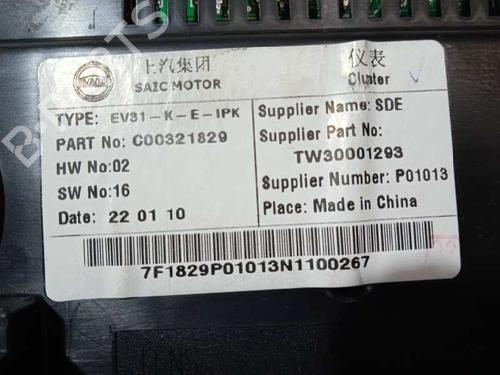 上汽集团
SAIC MOTOR
仪表
Cluster
TYPE: EV31-K-E-IPK
PART No: C00321829
HW No:02
SW No:16
Date: 22 01 10
Supplier Name: SDE
Supplier Part No:
TW30001293
Supplier Number: P01013
Place: Made in China
7F1829P01013N1100267